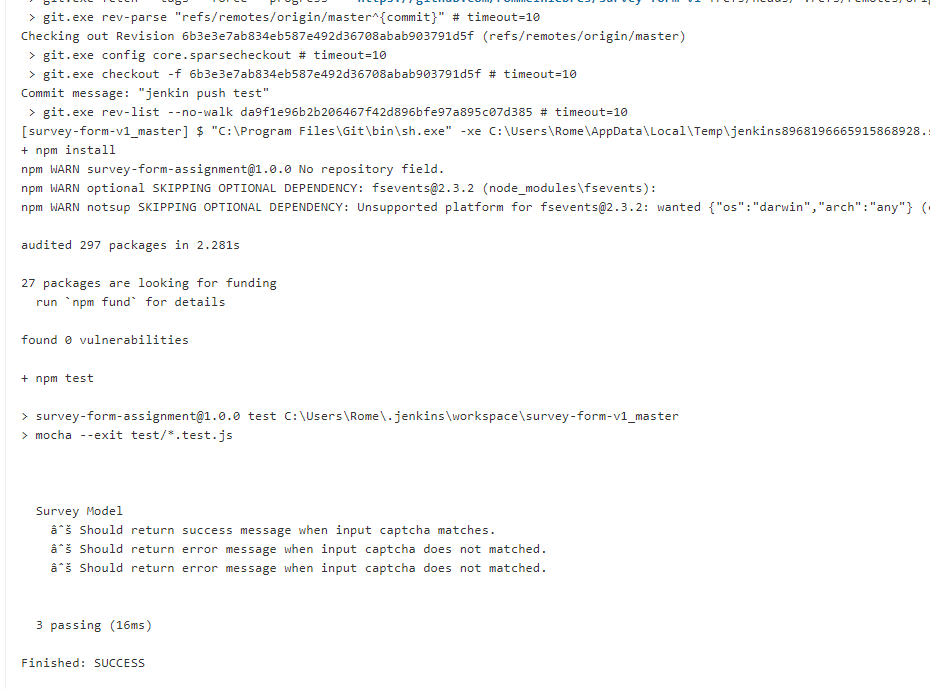 > git.exe rev-parse "refs/remotes/origin/master^{commit}" # timeout=10
Checking out Revision 6b3e3e7ab834eb587e492d36708abab903791d5f (refs/remotes/origin/master)
> git.exe config core.sparsecheckout # timeout=10
> git.exe checkout -f 6b3e3e7ab834eb587e492d36708abab903791d5f # timeout=10
Commit message: "jenkin push test"
> git.exe rev-list --no-walk da9f1e96b2b206467f42d896bfe97a895c07d385 # timeout=10
[survey-form-v1_master] $ "C:\Program Files\Git\bin\sh.exe" -xe C:\Users\Rome\AppData\Local\Temp\jenkins8968196665915868928.s
+ npm install
npm WARN survey-form-assignment@1.0.0 No repository field.
npm WARN optional SKIPPING OPTIONAL DEPENDENCY: fsevents@2.3.2 (node_modules\fsevents):
npm WARN notsup SKIPPING OPTIONAL DEPENDENCY: Unsupported platform for fsevents@2.3.2: wanted {"os":"darwin","arch":"any"} (
audited 297 packages in 2.281s
27 packages are looking for funding
run `npm fund` for details
found 0 vulnerabilities
+ npm test
> survey-form-assignment@1.0.0 test C:\Users\Rome\.jenkins\workspace\survey-form-v1_master
> mocha --exit test/*.test.js
Survey Model
âˆš Should return success message when input captcha matches.
âˆš Should return error message when input captcha does not matched.
âˆš Should return error message when input captcha does not matched.
3 passing (16ms)
Finished: SUCCESS